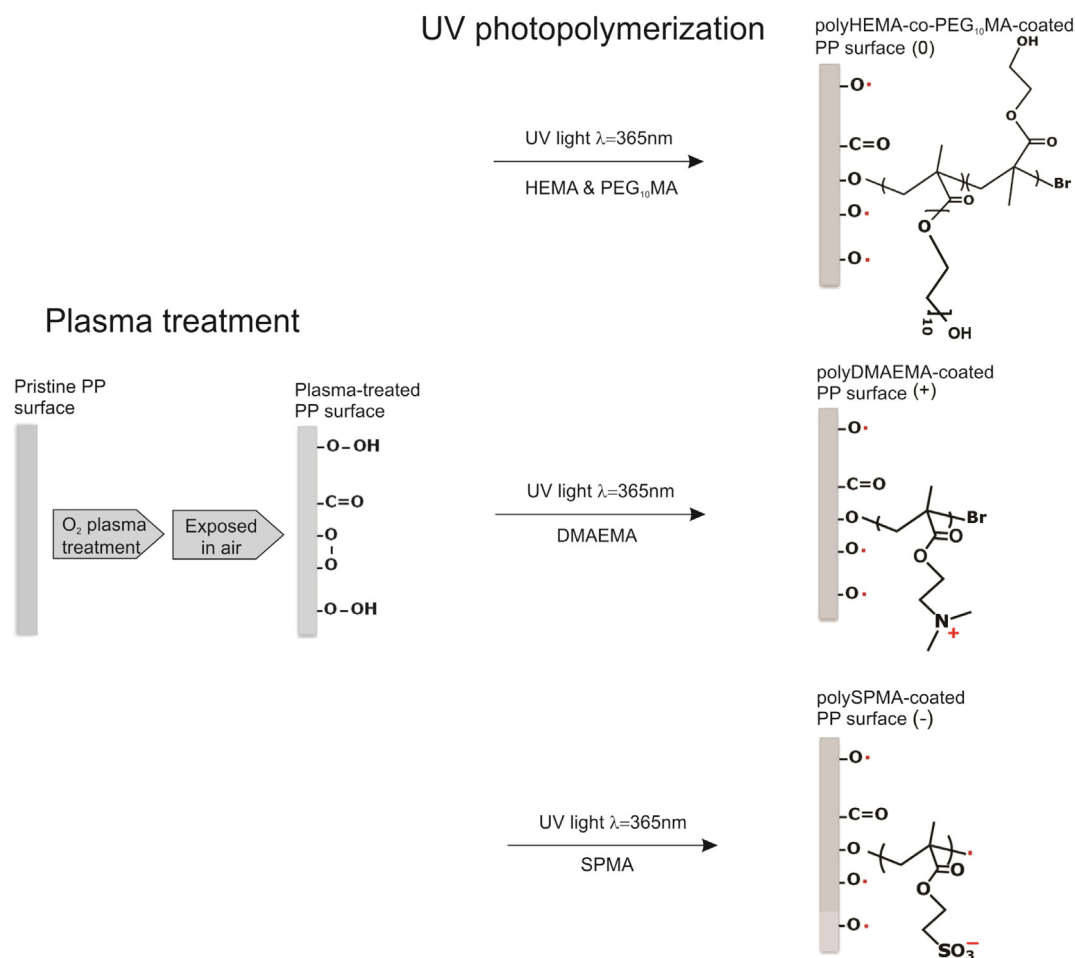 UV photopolymerization
polyHEMA-co-PEG₁₀MA-coated
PP surface (0)
UV light λ=365nm
HEMA & PEG₁₀MA
OH
O
O
-O·
-C=O
-O
-O·
-O·
Br
O
O
10
OH
Plasma treatment
Pristine PP
surface
O₂ plasma
treatment
Exposed
in air
Plasma-treated
PP surface
-O-OH
-C=O
-O
-O
-O-OH
UV light λ=365nm
DMAEMA
polyDMAEMA-coated
PP surface (+)
-O·
-C=O
-O
-O·
-O·
Br
O
O
N
+
UV light λ=365nm
SPMA
polySPMA-coated
PP surface (-)
-O·
-C=O
-O
-O·
-O·
O
O
SO₃−